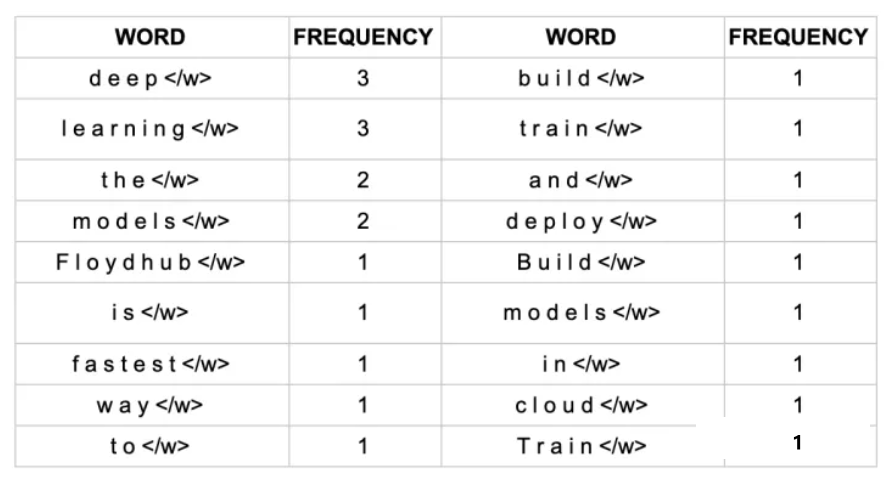 WORD FREQUENCY WORD FREQUENCY
d e e p </w> 3 b u i l d </w> 1
l e a r n i n g </w> 3 t r a i n </w> 1
t h e </w> 2 a n d </w> 1
m o d e l s </w> 2 d e p l o y </w> 1
F l o y d h u b </w> 1 B u i l d </w> 1
i s </w> 1 m o d e l s </w> 1
f a s t e s t </w> 1 i n </w> 1
w a y </w> 1 c l o u d </w> 1
t o </w> 1 T r a i n </w> 1